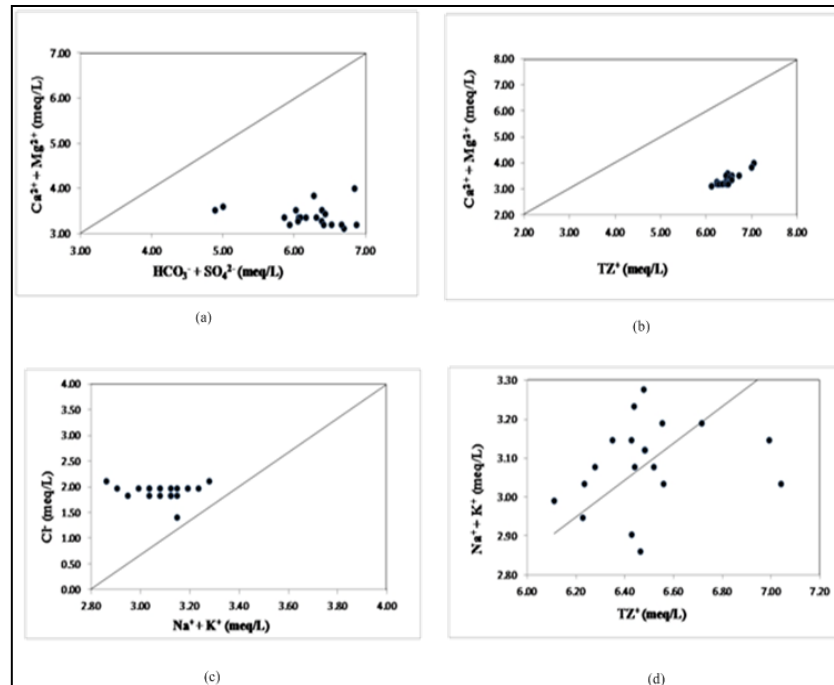 7.00
6.00
5.00
4.00
3.00
3.00 4.00 5.00 6.00 7.00
Ca²⁺ + Mg²⁺ (meq/L)
HCO₃⁻ + SO₄²⁻ (meq/L)
(a)
8.00
7.00
6.00
5.00
4.00
3.00
2.00
2.00 3.00 4.00 5.00 6.00 7.00 8.00
Ca²⁺ + Mg²⁺ (meq/L)
TZ⁺ (meq/L)
(b)
4.00
3.50
3.00
2.50
2.00
1.50
1.00
0.50
0.00
2.80 3.00 3.20 3.40 3.60 3.80 4.00
Cl⁻ (meq/L)
Na⁺ + K⁺ (meq/L)
(c)
3.30
3.20
3.10
3.00
2.90
2.80
6.00 6.20 6.40 6.60 6.80 7.00 7.20
Na⁺ + K⁺ (meq/L)
TZ⁺ (meq/L)
(d)